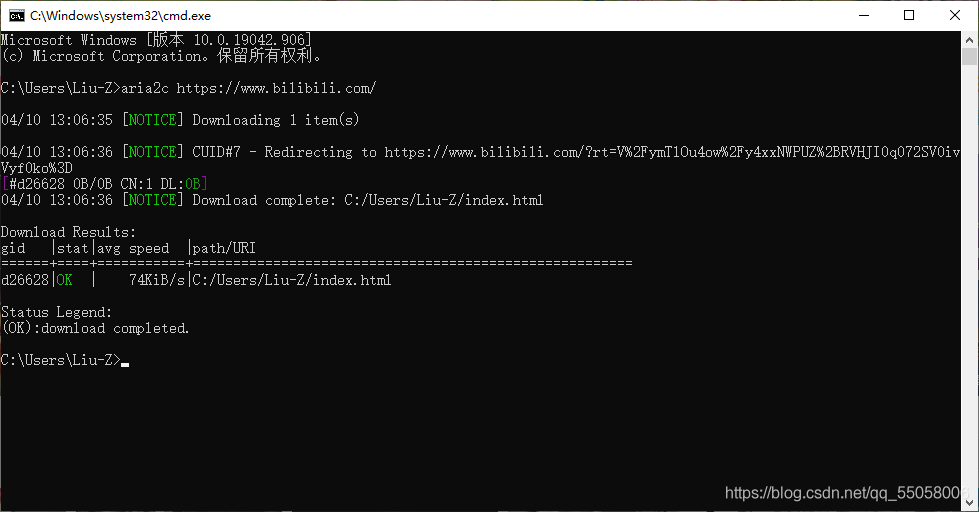 C:\Windows\system32\cmd.exe
Microsoft Windows [版本 10.0.19042.906]
(c) Microsoft Corporation。保留所有权利。
C:\Users\Liu-Z>aria2c https://www.bilibili.com/
04/10 13:06:35 [NOTICE] Downloading 1 item(s)
04/10 13:06:36 [NOTICE] CUID#7 - Redirecting to https://www.bilibili.com/?rt=V%2FymTlOu4ow%2Fy4xxNWPUZ%2BRVHJI0q072SV0iv
Vyf0ko%3D
[#d26628 0B/0B CN:1 DL:0B]
04/10 13:06:36 [NOTICE] Download complete: C:/Users/Liu-Z/index.html
Download Results:
gid   |stat|avg speed  |path/URI
======+====+===========+=======================================================
d26628|OK  |    74KiB/s|C:/Users/Liu-Z/index.html
Status Legend:
(OK):download completed.
C:\Users\Liu-Z>
https://blog.csdn.net/qq_5505800